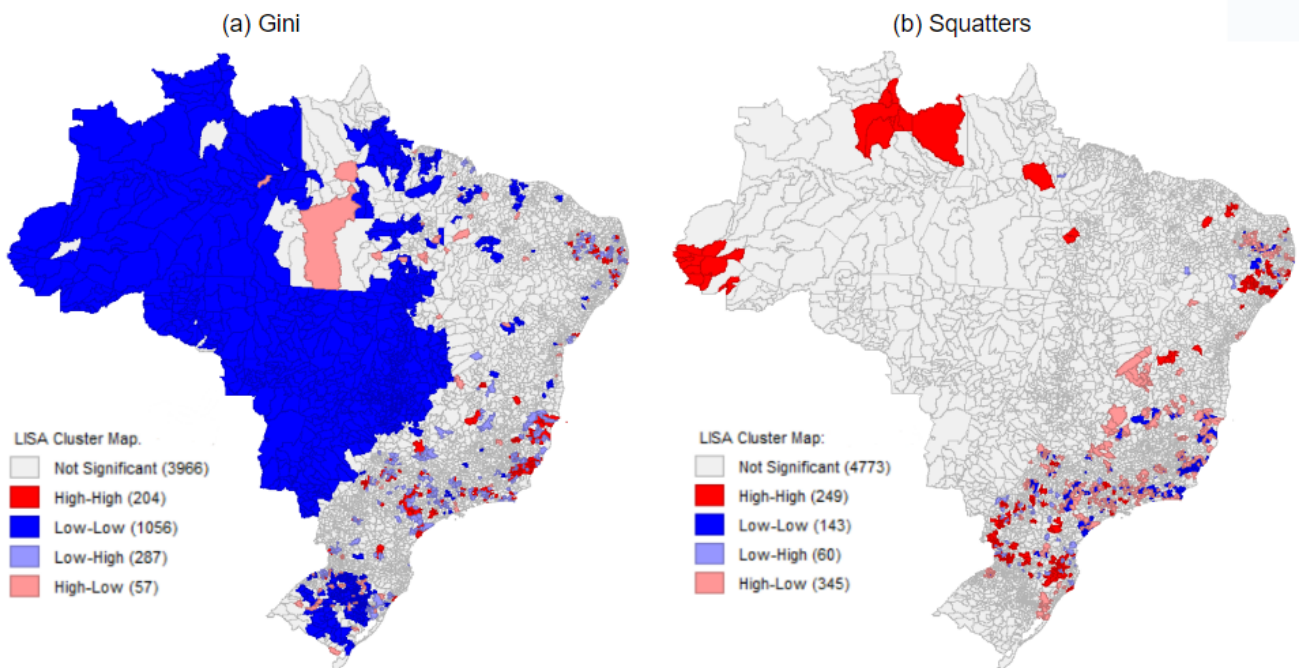 (a) Gini
(b) Squatters
LISA Cluster Map.
Not Significant (3966)
High-High (204)
Low-Low (1056)
Low-High (287)
High-Low (57)
LISA Cluster Map:
Not Significant (4773)
High-High (249)
Low-Low (143)
Low-High (60)
High-Low (345)